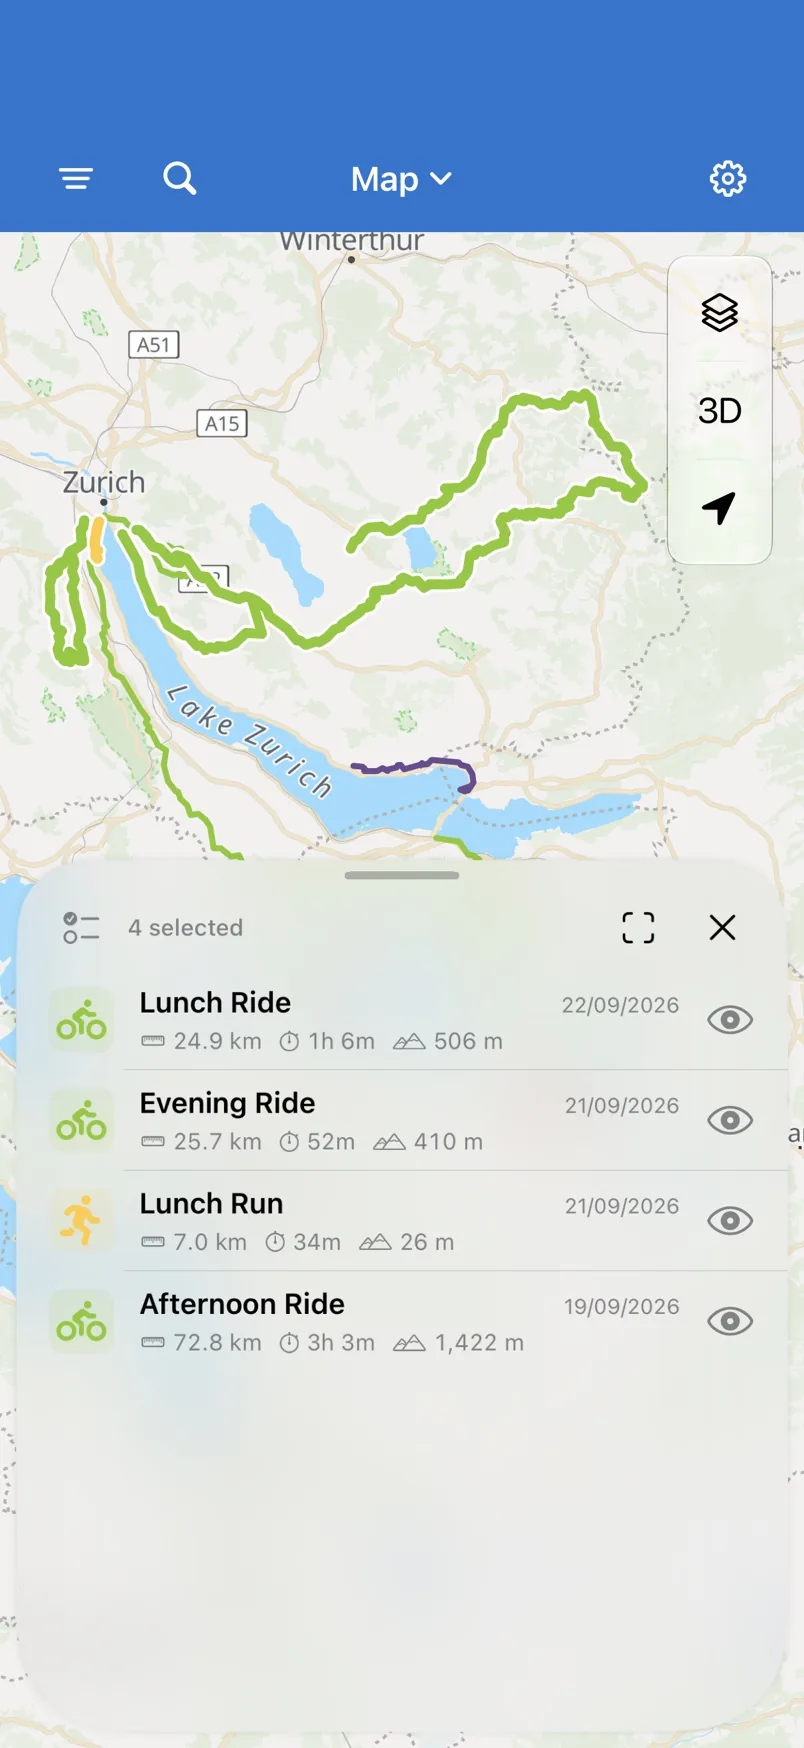 Map
Winterthur
A51
A15
3D
Zurich
Lake Zurich
4 selected
Lunch Ride
22/09/2026
24.9 km 1h 6m 506 m
Evening Ride
21/09/2026
25.7 km 52m 410 m
Lunch Run
21/09/2026
7.0 km 34m 26 m
Afternoon Ride
19/09/2026
72.8 km 3h 3m 1,422 m